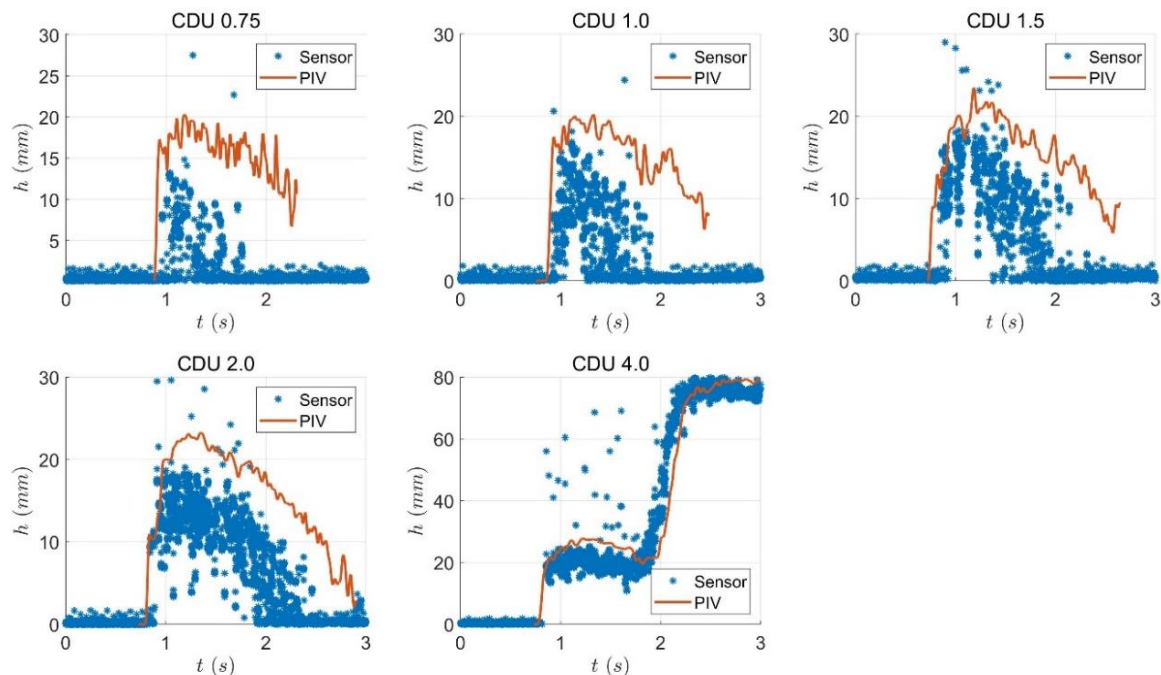 CDU 0.75
30
25
20
15
10
5
h (mm)
Sensor
PIV
0 1 2 3
t (s)
CDU 1.0
30
20
10
0
h (mm)
Sensor
PIV
0 1 2 3
t (s)
CDU 1.5
30
20
10
0
h (mm)
Sensor
PIV
0 1 2 3
t (s)
CDU 2.0
30
20
10
0
h (mm)
Sensor
PIV
0 1 2 3
t (s)
CDU 4.0
80
60
40
20
0
h (mm)
Sensor
PIV
0 1 2 3
t (s)